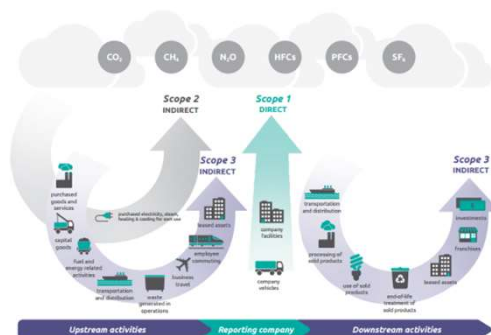 CO₂ CH₄ N₂O HFCs PFCs SF₆
Scope 2
INDIRECT
Scope 1
DIRECT
Scope 3
INDIRECT
Scope 3
INDIRECT
purchased
goods and
services
capital
goods
fuel and
energy related
activities
transportation
and distribution
waste
generated in
operations
business
travel
employee
commuting
leased assets
purchased electricity, steam,
heating & cooling for own use
company
facilities
company
vehicles
transportation
and distribution
processing of
sold products
use of sold
products
end-of-life
treatment of
sold products
leased assets
franchises
investments
Upstream activities
Reporting company
Downstream activities